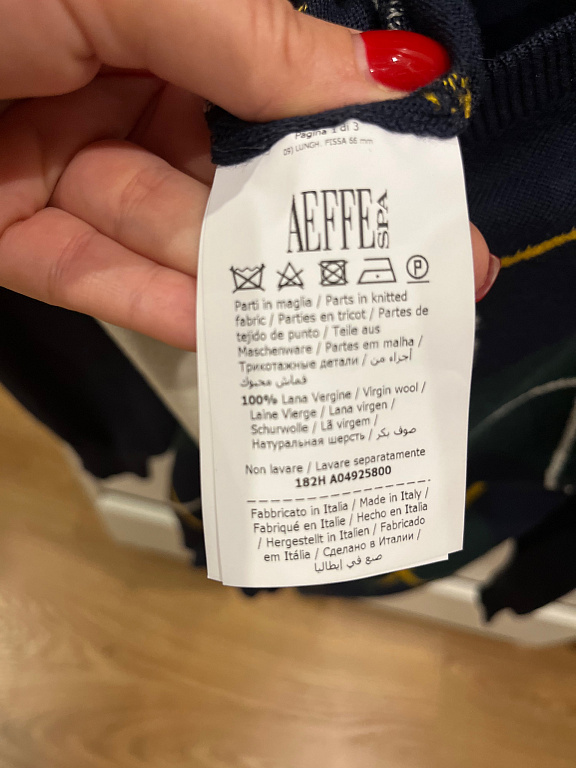 Pagina 1 di 3
09) LUNGH. FISSA 66 mm
AEFFE SPA
P
Parti in maglia / Parts in knitted
fabric / Parties en tricot / Partes de
tejido de punto / Teile aus
Maschenware / Partes em malha /
Трикотажные детали / أجزاء من
قماش محبوك
100% Lana Vergine / Virgin wool /
Laine Vierge / Lana virgen /
Schurwolle / Lã virgem /
Натуральная шерсть / صوف بكر
Non lavare / Lavare separatamente
182H A04925800
Fabbricato in Italia / Made in Italy /
Fabriqué en Italie / Hecho en Italia
/ Hergestellt in Italien / Fabricado
em Itália / Сделано в Италии /
صنع في إيطاليا